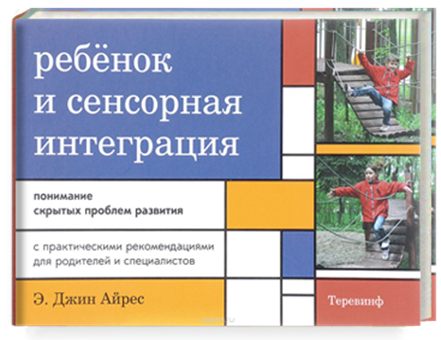 ребёнок
и сенсорная
интеграция
понимание
скрытых проблем развития
с практическими рекомендациями
для родителей и специалистов
Э. Джин Айрес
Теревинф